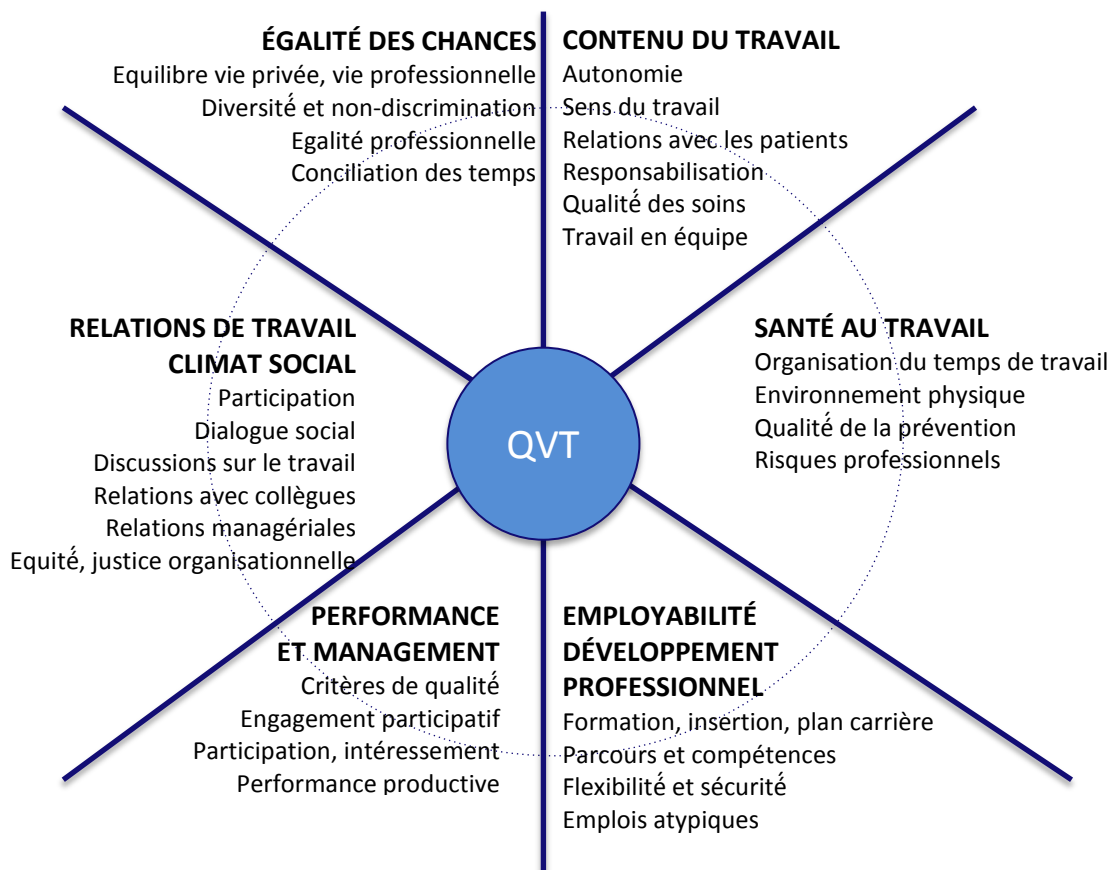 ÉGALITÉ DES CHANCES
Equilibre vie privée, vie professionnelle
Diversité et non-discrimination
Egalité professionnelle
Conciliation des temps
CONTENU DU TRAVAIL
Autonomie
Sens du travail
Relations avec les patients
Responsabilisation
Qualité des soins
Travail en équipe
RELATIONS DE TRAVAIL
CLIMAT SOCIAL
Participation
Dialogue social
Discussions sur le travail
Relations avec collègues
Relations managériales
Equité, justice organisationnelle
QVT
SANTÉ AU TRAVAIL
Organisation du temps de travail
Environnement physique
Qualité de la prévention
Risques professionnels
PERFORMANCE
ET MANAGEMENT
Critères de qualité
Engagement participatif
Participation, intéressement
Performance productive
EMPLOYABILITÉ
DÉVELOPPEMENT
PROFESSIONNEL
Formation, insertion, plan carrière
Parcours et compétences
Flexibilité et sécurité
Emplois atypiques